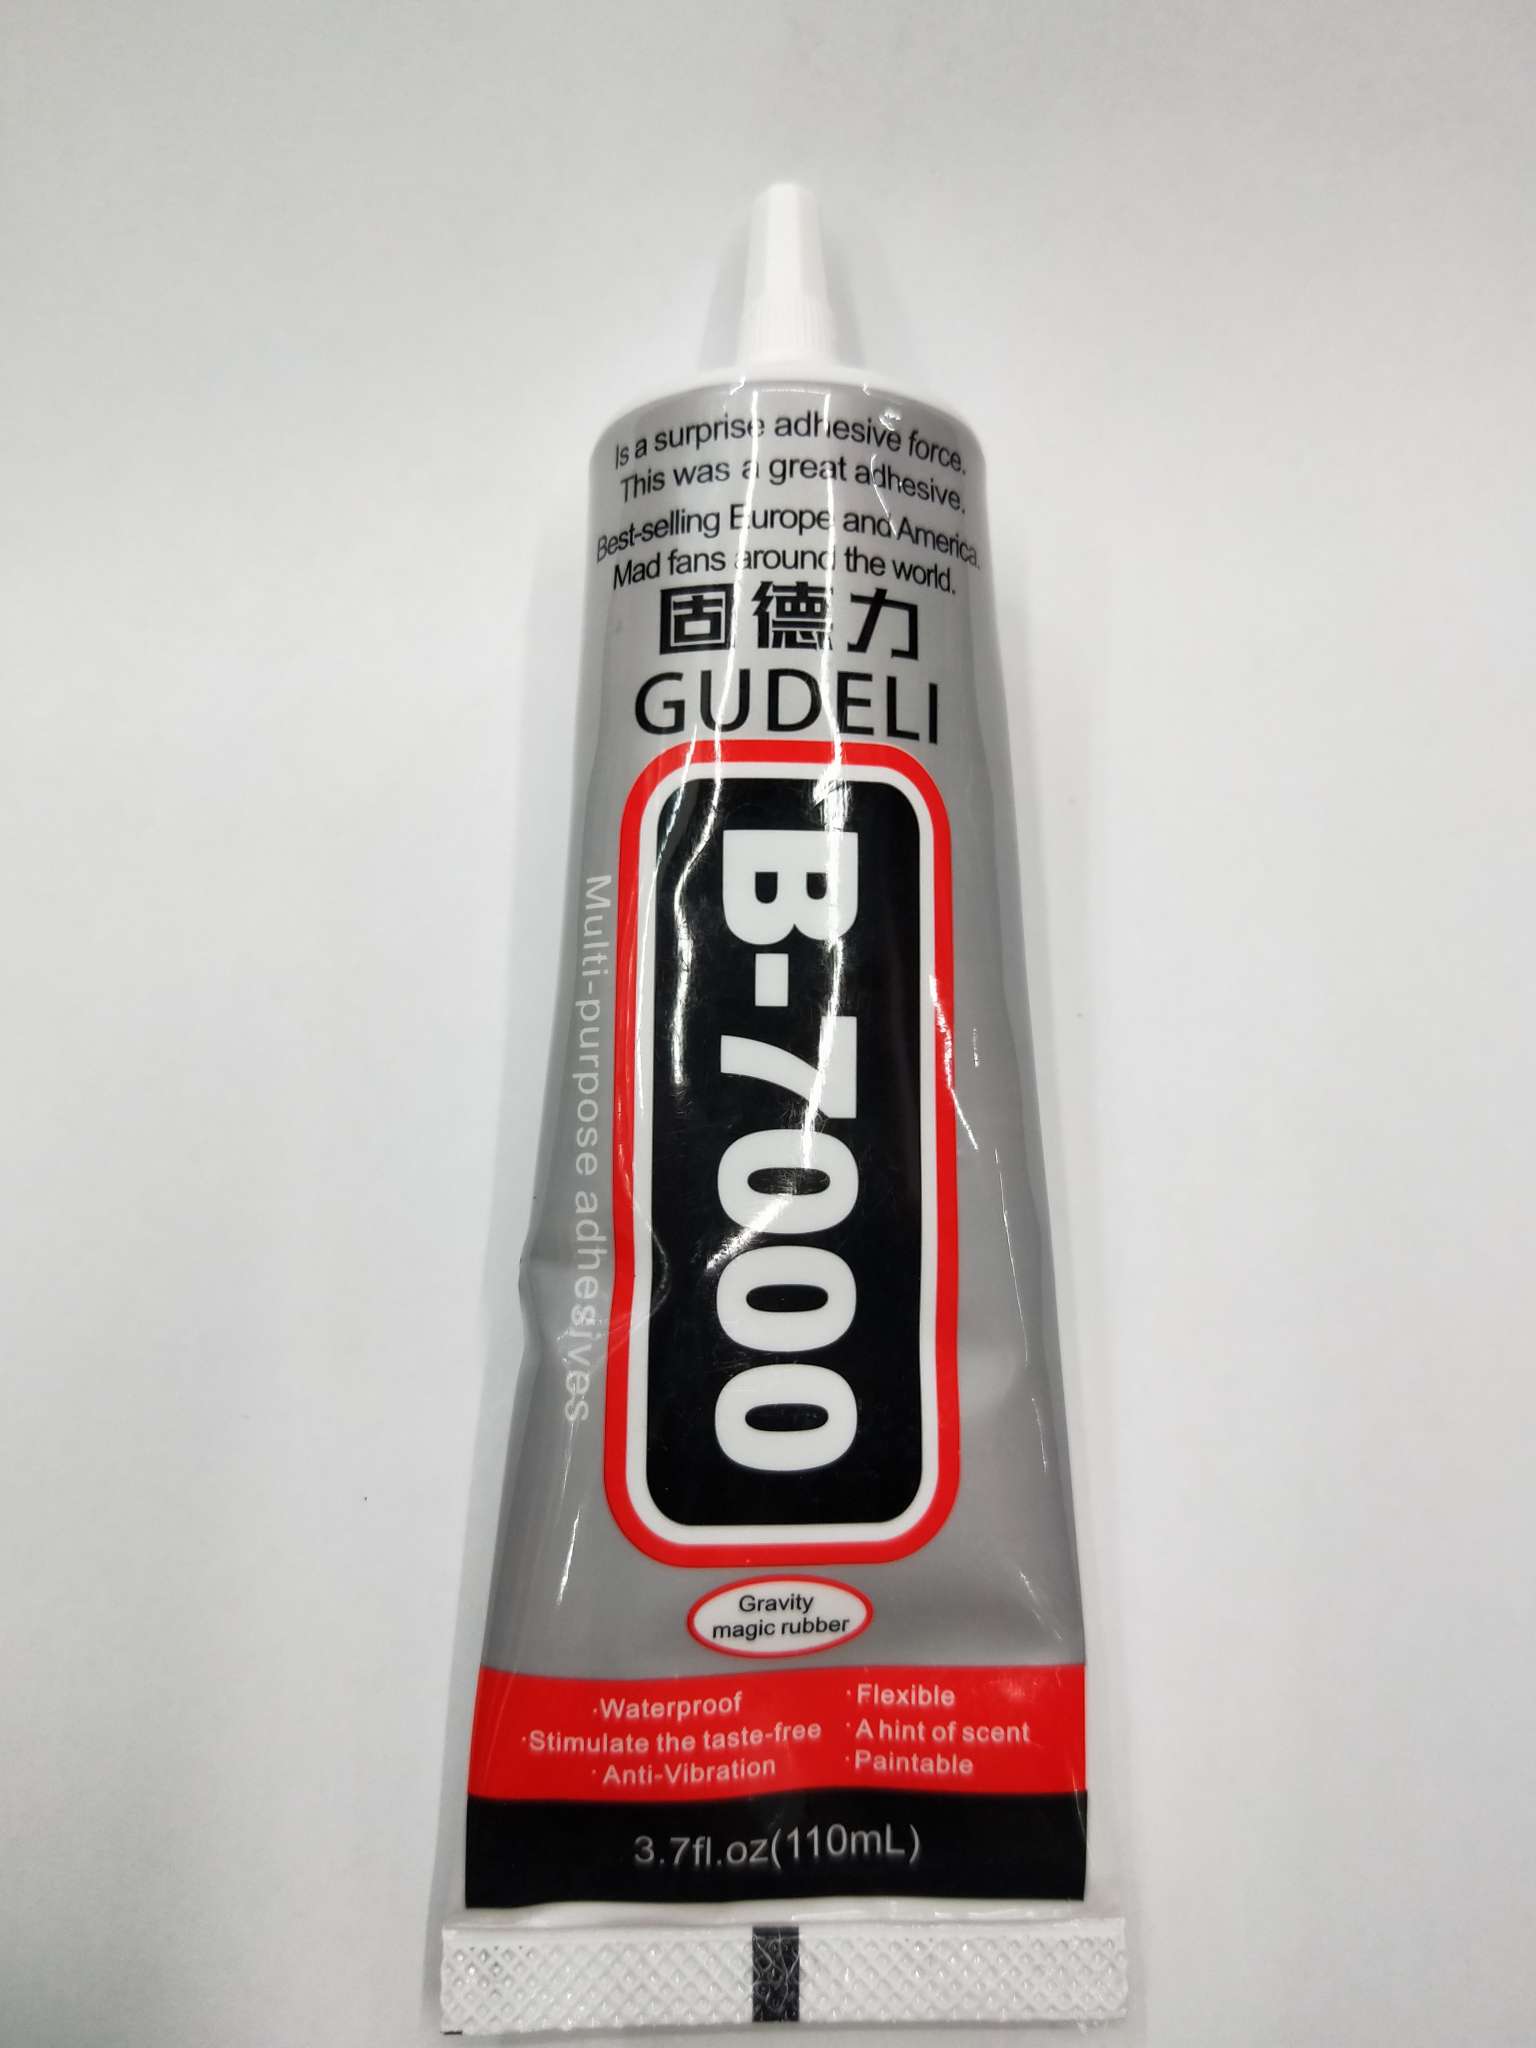 Is a surprise adhesive force.
This was a great adhesive.
Best-selling Europe and America.
Mad fans around the world.
固德力
GUDELI
B-7000
Multi-purpose adhesives
Gravity
magic rubber
·Waterproof
·Stimulate the taste-free
·Anti-Vibration
·Flexible
·A hint of scent
·Paintable
3.7fl.oz(110mL)